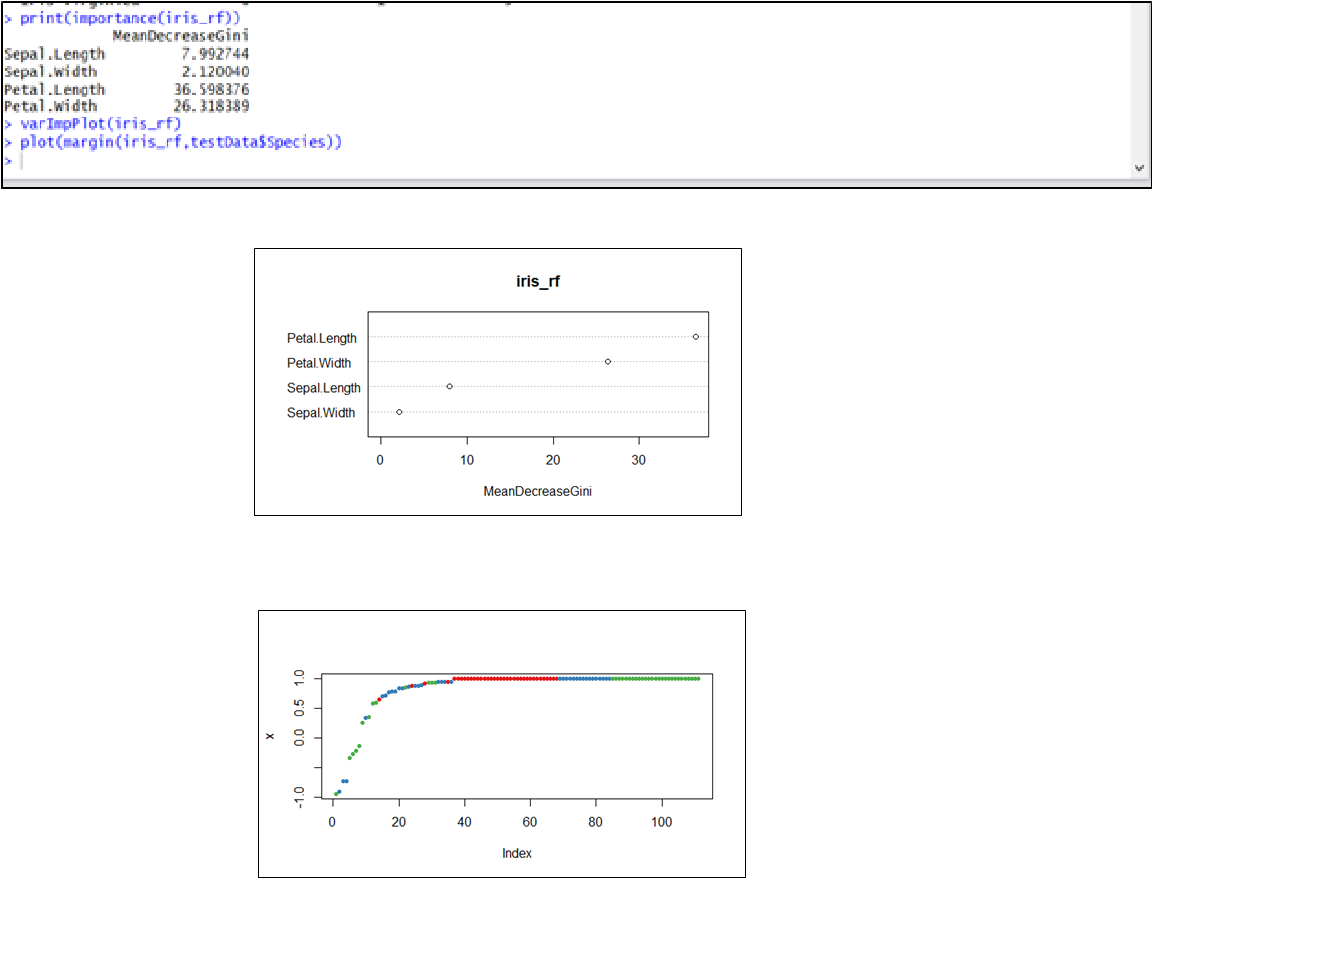 > print(importance(iris_rf))
MeanDecreaseGini
Sepal.Length 7.992744
Sepal.Width 2.120040
Petal.Length 36.598376
Petal.Width 26.318389
> varImpPlot(iris_rf)
> plot(margin(iris_rf,testData$Species))
>
iris_rf
Petal.Length
Petal.Width
Sepal.Length
Sepal.Width
0 10 20 30
MeanDecreaseGini
1.0
0.5
0.0
-1.0
x
0 20 40 60 80 100
Index